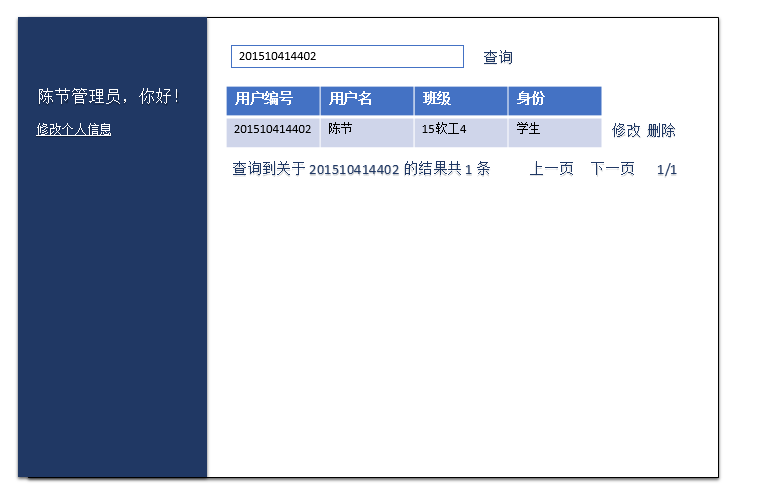 201510414402 查询
陈节管理员，你好！
修改个人信息
用户编号 用户名 班级 身份
201510414402 陈节 15软工4 学生 修改 删除
查询到关于 201510414402 的结果共 1 条 上一页 下一页 1/1